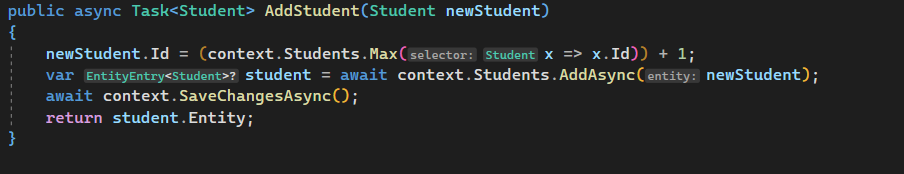 public async Task<Student> AddStudent(Student newStudent)
{
newStudent.Id = (context.Students.Max(selector: Student x => x.Id)) + 1;
var EntityEntry<Student>? student = await context.Students.AddAsync(entity: newStudent);
await context.SaveChangesAsync();
return student.Entity;
}